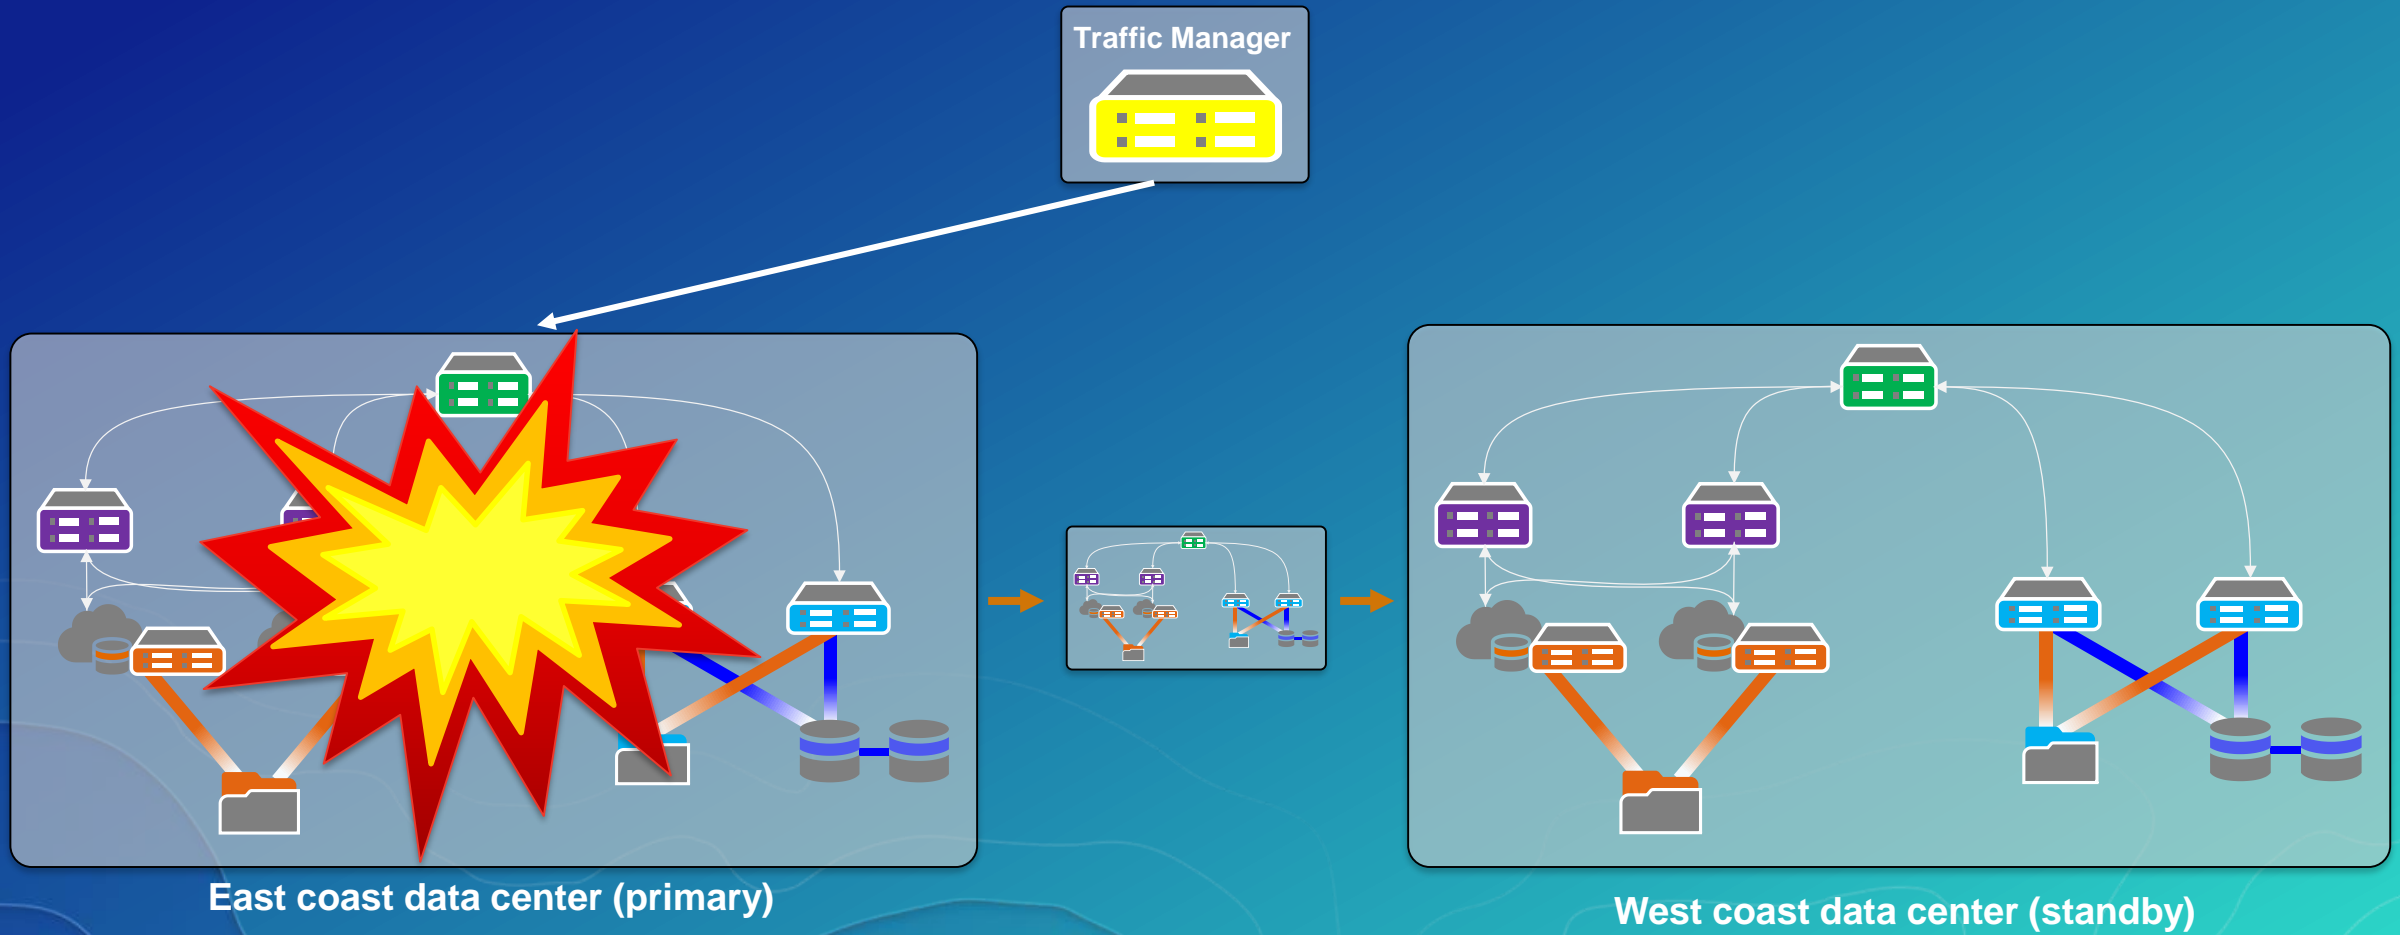 Traffic Manager
East coast data center (primary)
West coast data center (standby)